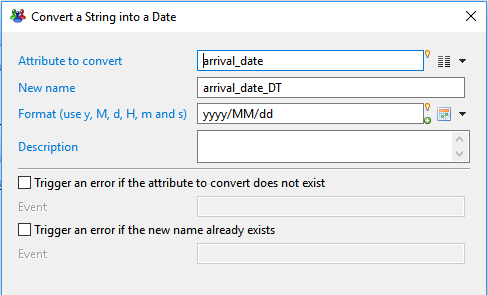 Convert a String into a Date
Attribute to convert arrival_date
New name arrival_date_DT
Format (use y, M, d, H, m and s) yyyy/MM/dd
Description
Trigger an error if the attribute to convert does not exist
Event
Trigger an error if the new name already exists
Event